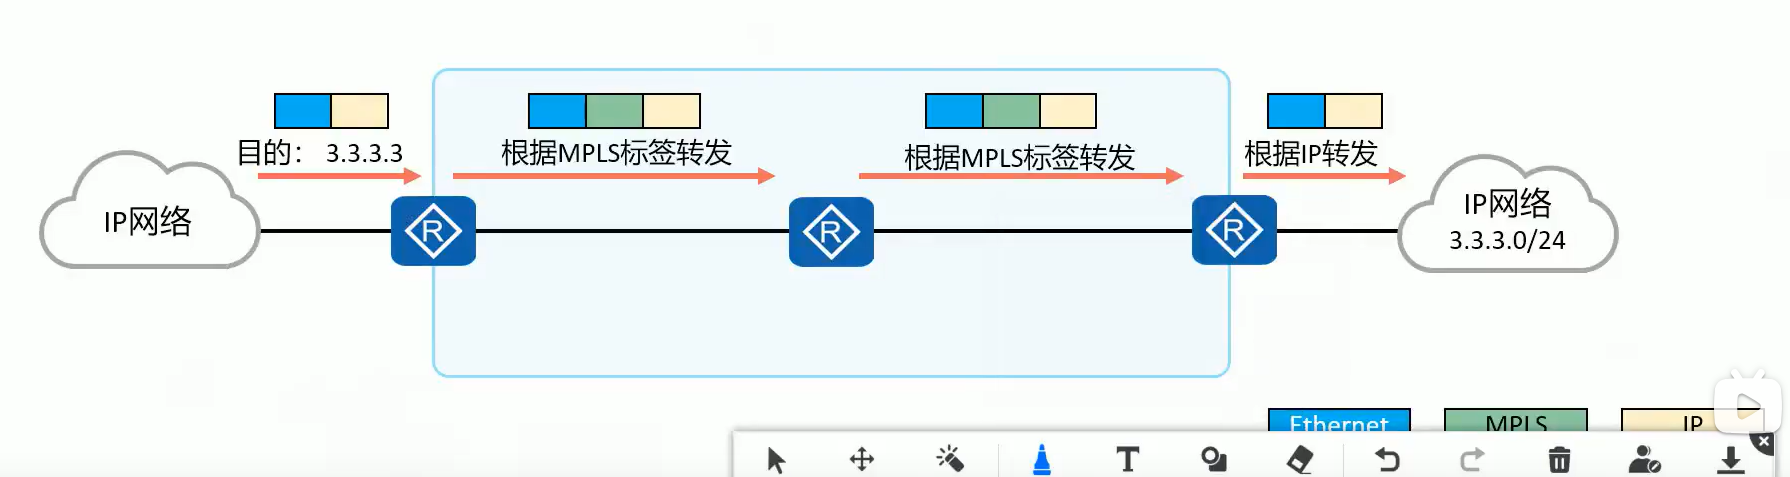 目的： 3.3.3.3
根据MPLS标签转发
根据MPLS标签转发
根据IP转发
IP网络
R
R
R
IP网络
3.3.3.0/24
Ethernet
MPLS
IP
T